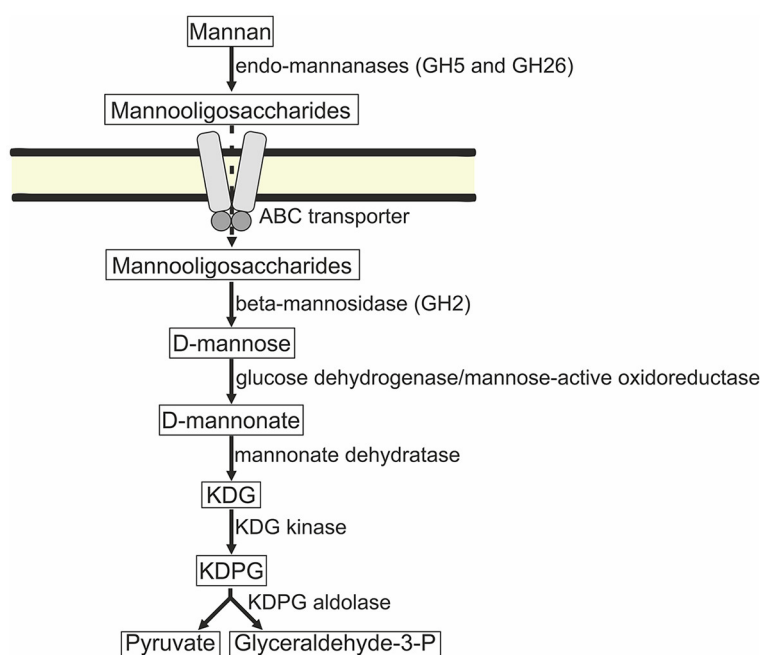 Mannan
endo-mannanases (GH5 and GH26)
Mannooligosaccharides
ABC transporter
Mannooligosaccharides
beta-mannosidase (GH2)
D-mannose
glucose dehydrogenase/mannose-active oxidoreductase
D-mannonate
mannonate dehydratase
KDG
KDG kinase
KDPG
KDPG aldolase
Pyruvate Glyceraldehyde-3-P